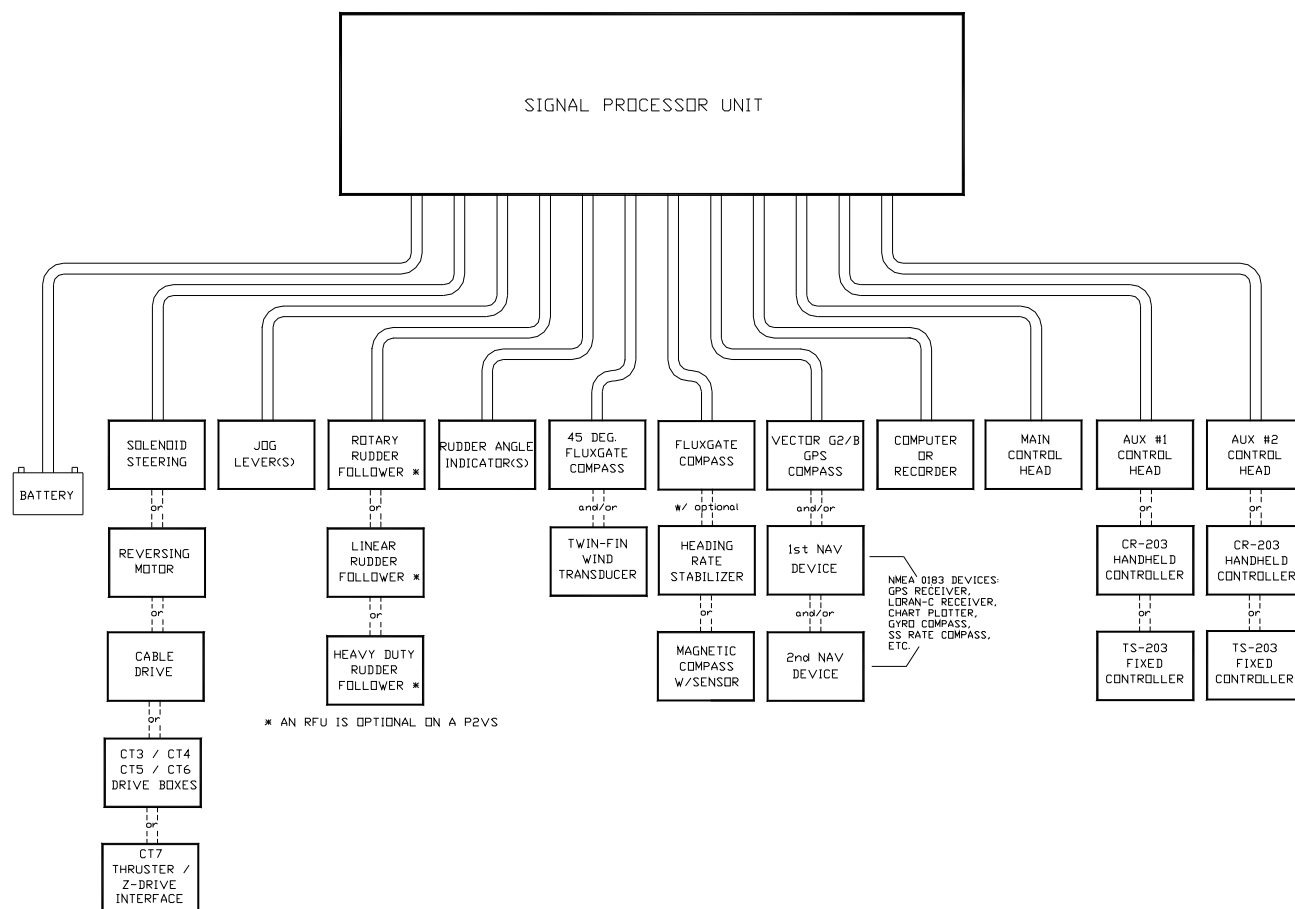 SIGNAL PROCESSOR UNIT
BATTERY
SOLENOID
STEERING
or
REVERSING
MOTOR
or
CABLE
DRIVE
or
CT3 / CT4
CT5 / CT6
DRIVE BOXES
or
CT7
THRUSTER /
Z-DRIVE
INTERFACE
JOG
LEVER(S)
ROTARY
RUDDER
FOLLOWER *
or
LINEAR
RUDDER
FOLLOWER *
or
HEAVY DUTY
RUDDER
FOLLOWER *
* AN RFU IS OPTIONAL ON A P2VS
RUDDER ANGLE
INDICATOR(S)
45 DEG.
FLUXGATE
COMPASS
and/or
TWIN-FIN
WIND
TRANSDUCER
FLUXGATE
COMPASS
w/ optional
HEADING
RATE
STABILIZER
or
MAGNETIC
COMPASS
W/SENSOR
VECTOR G2/B
GPS
COMPASS
and/or
1st NAV
DEVICE
and/or
2nd NAV
DEVICE
NMEA 0183 DEVICES:
GPS RECEIVER,
LORAN-C RECEIVER,
CHART PLOTTER,
GYRO COMPASS,
SS RATE COMPASS,
ETC.
COMPUTER
OR
RECORDER
MAIN
CONTROL
HEAD
AUX #1
CONTROL
HEAD
or
CR-203
HANDHELD
CONTROLLER
or
TS-203
FIXED
CONTROLLER
AUX #2
CONTROL
HEAD
or
CR-203
HANDHELD
CONTROLLER
or
TS-203
FIXED
CONTROLLER